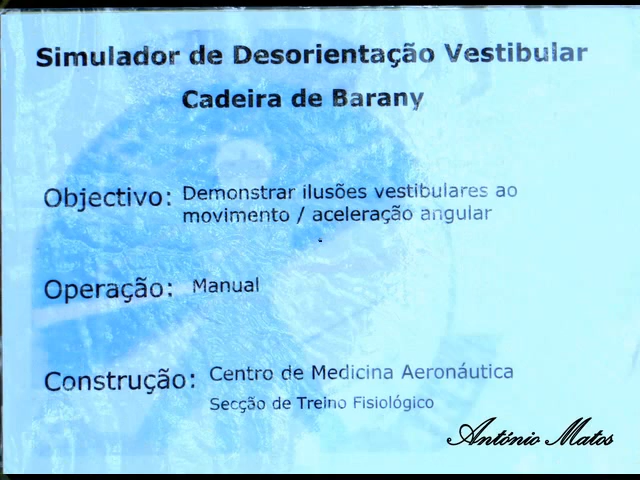 Simulador de Desorientação Vestibular
Cadeira de Barany
Objectivo: Demonstrar ilusões vestibulares ao
movimento / aceleração angular
Operação: Manual
Construção: Centro de Medicina Aeronáutica
Secção de Treino Fisiológico
António Matos